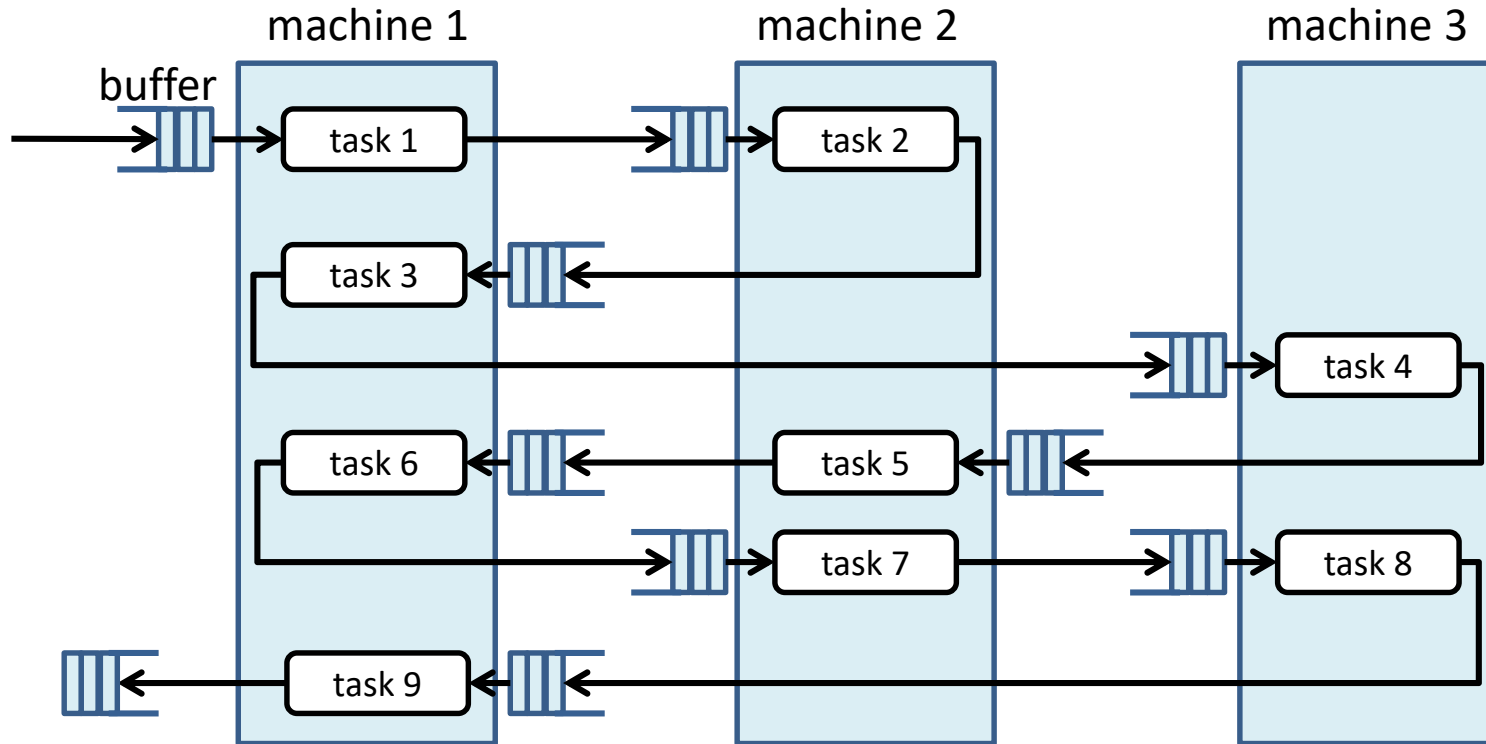 machine 1
machine 2
machine 3
buffer
task 1
task 2
task 3
task 4
task 6
task 5
task 7
task 8
task 9